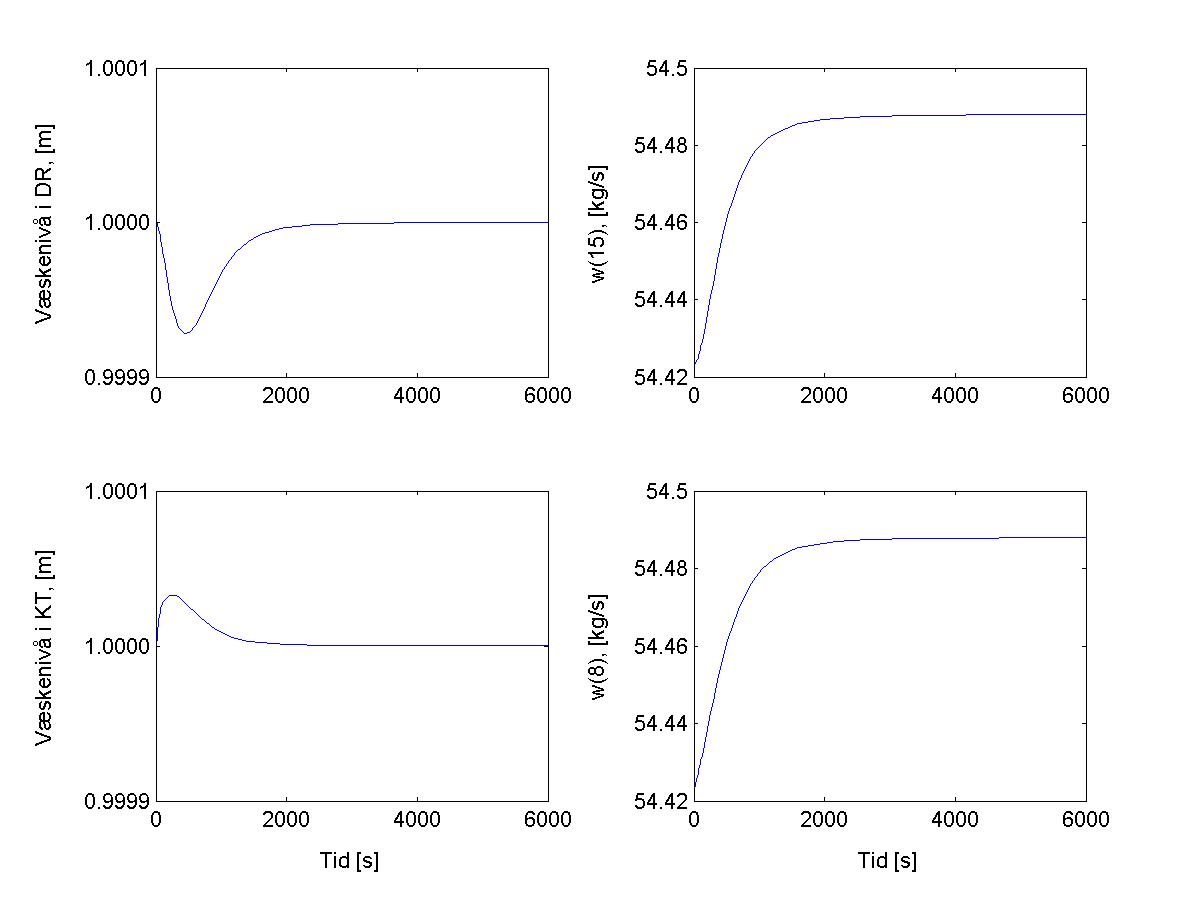 1.0001
1.0000
0.9999
Væskenivå i DR, [m]
0 2000 4000 6000
54.5
54.48
54.46
54.44
54.42
w(15), [kg/s]
0 2000 4000 6000
1.0001
1.0000
0.9999
Væskenivå i KT, [m]
0 2000 4000 6000
Tid [s]
54.5
54.48
54.46
54.44
54.42
w(8), [kg/s]
0 2000 4000 6000
Tid [s]